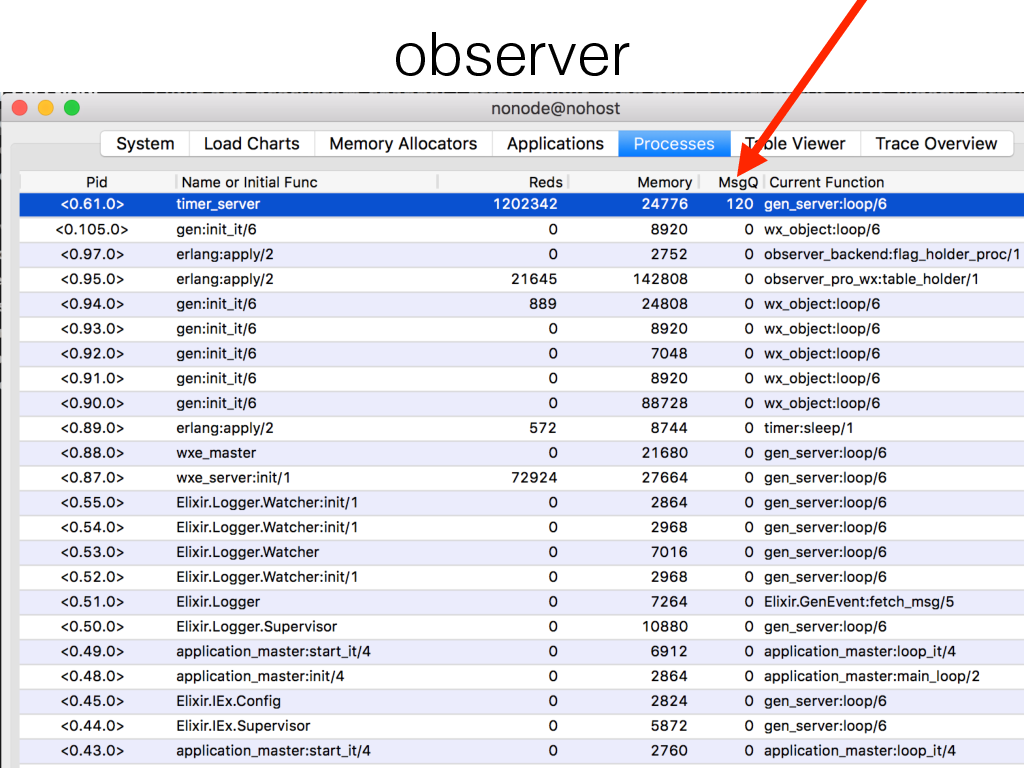 observer
nonode@nohost
System Load Charts Memory Allocators Applications Processes Table Viewer Trace Overview
Pid Name or Initial Func Reds Memory MsgQ Current Function
<0.61.0> timer_server 1202342 24776 120 gen_server:loop/6
<0.105.0> gen:init_it/6 0 8920 0 wx_object:loop/6
<0.97.0> erlang:apply/2 0 2752 0 observer_backend:flag_holder_proc/1
<0.95.0> erlang:apply/2 21645 142808 0 observer_pro_wx:table_holder/1
<0.94.0> gen:init_it/6 889 24808 0 wx_object:loop/6
<0.93.0> gen:init_it/6 0 8920 0 wx_object:loop/6
<0.92.0> gen:init_it/6 0 7048 0 wx_object:loop/6
<0.91.0> gen:init_it/6 0 8920 0 wx_object:loop/6
<0.90.0> gen:init_it/6 0 88728 0 wx_object:loop/6
<0.89.0> erlang:apply/2 572 8744 0 timer:sleep/1
<0.88.0> wxe_master 0 21680 0 gen_server:loop/6
<0.87.0> wxe_server:init/1 72924 27664 0 gen_server:loop/6
<0.55.0> Elixir.Logger.Watcher:init/1 0 2864 0 gen_server:loop/6
<0.54.0> Elixir.Logger.Watcher:init/1 0 2968 0 gen_server:loop/6
<0.53.0> Elixir.Logger.Watcher 0 7016 0 gen_server:loop/6
<0.52.0> Elixir.Logger.Watcher:init/1 0 2968 0 gen_server:loop/6
<0.51.0> Elixir.Logger 0 7264 0 Elixir.GenEvent:fetch_msg/5
<0.50.0> Elixir.Logger.Supervisor 0 10880 0 gen_server:loop/6
<0.49.0> application_master:start_it/4 0 6912 0 application_master:loop_it/4
<0.48.0> application_master:init/4 0 2864 0 application_master:main_loop/2
<0.45.0> Elixir.IEx.Config 0 2824 0 gen_server:loop/6
<0.44.0> Elixir.IEx.Supervisor 0 5872 0 gen_server:loop/6
<0.43.0> application_master:start_it/4 0 2760 0 application_master:loop_it/4